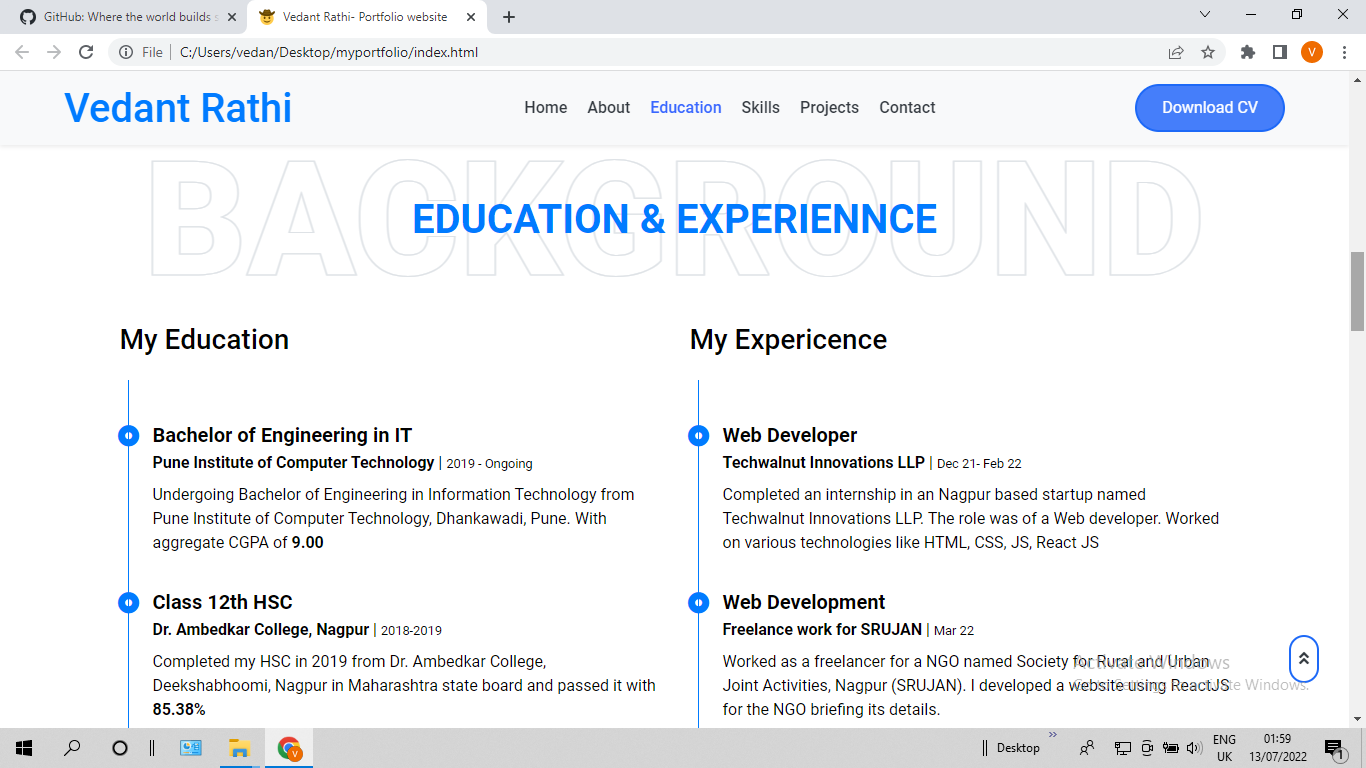 GitHub: Where the world builds s
Vedant Rathi- Portfolio website
File
C:/Users/vedan/Desktop/myportfolio/index.html
V
Vedant Rathi
Home About Education Skills Projects Contact
Download CV
BACKGROUND
EDUCATION & EXPERIENNCE
My Education
Bachelor of Engineering in IT
Pune Institute of Computer Technology | 2019 - Ongoing
Undergoing Bachelor of Engineering in Information Technology from
Pune Institute of Computer Technology, Dhankawadi, Pune. With
aggregate CGPA of 9.00
Class 12th HSC
Dr. Ambedkar College, Nagpur | 2018-2019
Completed my HSC in 2019 from Dr. Ambedkar College,
Deekshabhoomi, Nagpur in Maharashtra state board and passed it with
85.38%
My Expericence
Web Developer
Techwalnut Innovations LLP | Dec 21- Feb 22
Completed an internship in an Nagpur based startup named
Techwalnut Innovations LLP. The role was of a Web developer. Worked
on various technologies like HTML, CSS, JS, React JS
Web Development
Freelance work for SRUJAN | Mar 22
Worked as a freelancer for a NGO named Society for Rural and Urban
Joint Activities, Nagpur (SRUJAN). I developed a website using ReactJS
for the NGO briefing its details.
Activate Windows
Go to Settings to activate Windows.
V
Desktop
ENG
UK
01:59
13/07/2022
1